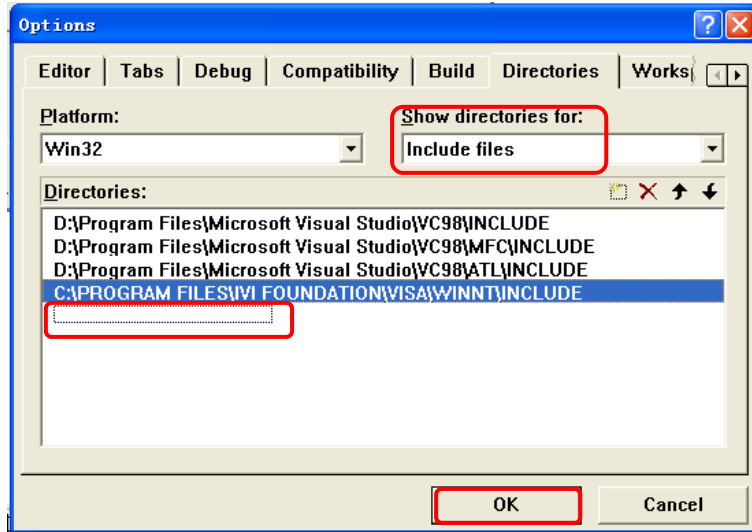 Options
Editor Tabs Debug Compatibility Build Directories Works
Platform: Show directories for:
Win32 Include files
Directories:
D:\Program Files\Microsoft Visual Studio\VC98\INCLUDE
D:\Program Files\Microsoft Visual Studio\VC98\MFC\INCLUDE
D:\Program Files\Microsoft Visual Studio\VC98\ATL\INCLUDE
C:\PROGRAM FILES\IVI FOUNDATION\VISA\WINNT\INCLUDE
OK Cancel